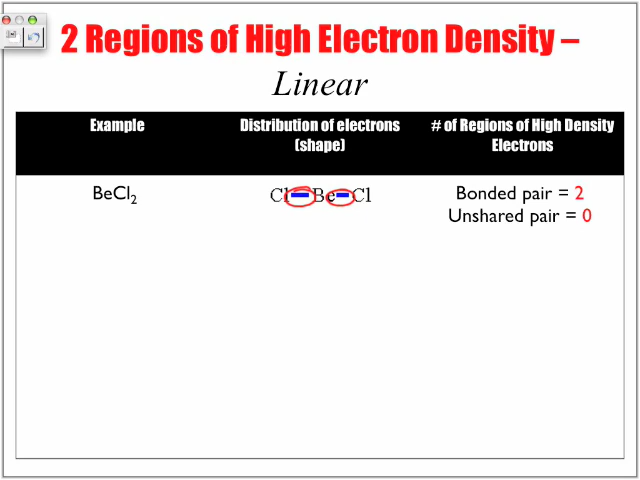 2 Regions of High Electron Density –
Linear
Example
Distribution of electrons
(shape)
# of Regions of High Density
Electrons
BeCl₂
Cl–Be–Cl
Bonded pair = 2
Unshared pair = 0